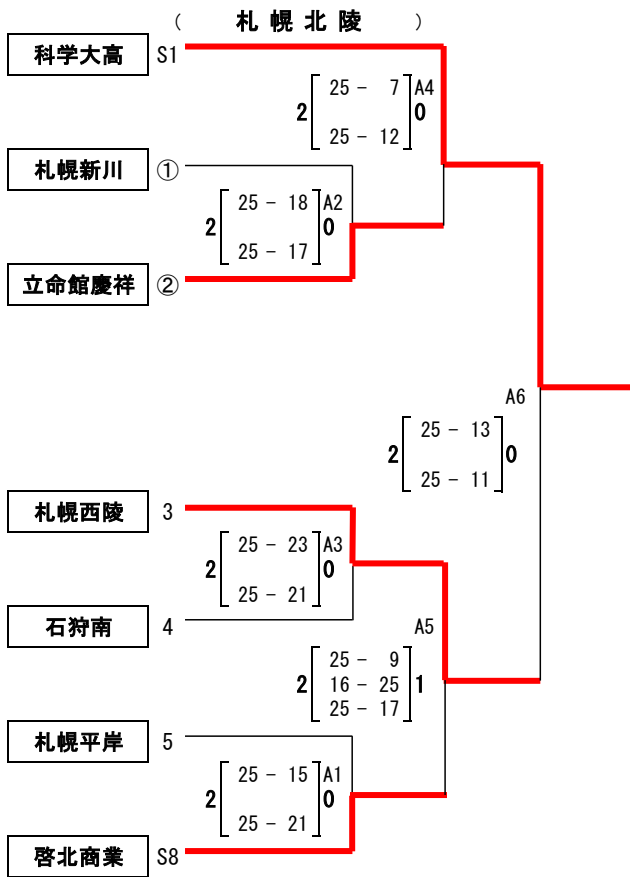 （ 札幌北陵 ）
科学大高 S1
25 - 7 A4
2 0
25 - 12
札幌新川 ①
25 - 18 A2
2 0
25 - 17
立命館慶祥 ②
A6
25 - 13
2 0
25 - 11
札幌西陵 3
25 - 23 A3
2 0
25 - 21
石狩南 4
A5
25 - 9
2 16 - 25 1
25 - 17
札幌平岸 5
25 - 15 A1
2 0
25 - 21
啓北商業 S8